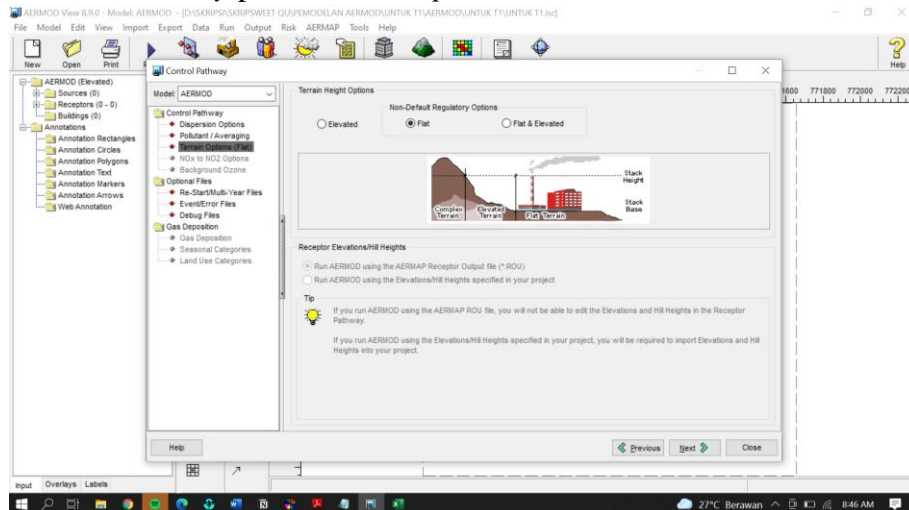 AERMOD View 8.9.0 - Model: AERMOD - [D:\SKRIPSI\SKRIPSWEET QU\PEMODELAN AERMOD\UNTUK T1\AERMOD\UNTUK T1\UNTUK T1.isc]
File Model Edit View Import Export Data Run Output Risk AERMAP Tools Help
New Open Print
Help
Control Pathway
AERMOD (Elevated)
Sources (0)
Receptors (0 - 0)
Buildings (0)
Annotations
Annotation Rectangles
Annotation Circles
Annotation Polygons
Annotation Text
Annotation Markers
Annotation Arrows
Web Annotation
Model: AERMOD
Control Pathway
Dispersion Options
Pollutant / Averaging
Terrain Options (Flat)
NOx to NO2 Options
Background Ozone
Optional Files
Re-Start/Multi-Year Files
Event/Error Files
Debug Files
Gas Deposition
Gas Deposition
Seasonal Categories
Land Use Categories
Terrain Height Options
Non-Default Regulatory Options
Elevated Flat Flat & Elevated
Stack
Height
Stack
Base
Complex
Terrain
Elevated
Terrain
Flat Terrain
Receptor Elevations/Hill Heights
Run AERMOD using the AERMAP Receptor Output file (*.ROU)
Run AERMOD using the Elevations/Hill Heights specified in your project
Tip
If you run AERMOD using the AERMAP ROU file, you will not be able to edit the Elevations and Hill Heights in the Receptor
Pathway.
If you run AERMOD using the Elevations/Hill Heights specified in your project, you will be required to import Elevations and Hill
Heights into your project.
Help Previous Next Close
1600 771800 772000 772200
Input Overlays Labels
27°C Berawan 8:46 AM